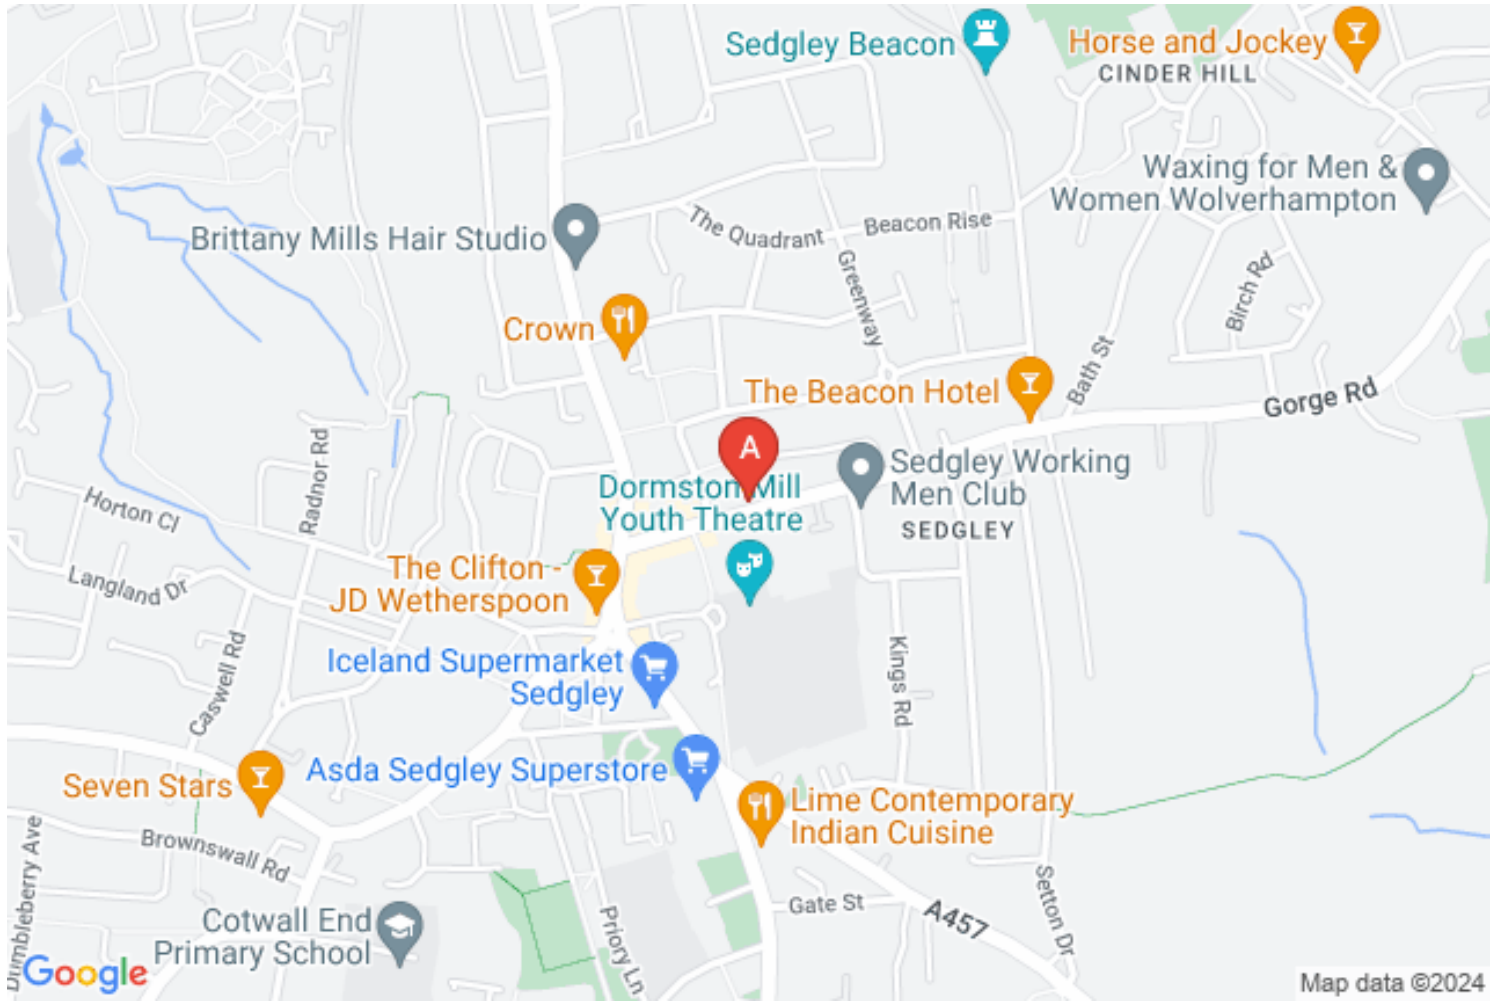 Sedgley Beacon
Horse and Jockey
CINDER HILL
Waxing for Men &
Women Wolverhampton
The Quadrant
Beacon Rise
Brittany Mills Hair Studio
Greenway
Birch Rd
Crown
Bath St
The Beacon Hotel
Gorge Rd
A
Radnor Rd
Sedgley Working
Men Club
SEDGLEY
Dormston Mill
Youth Theatre
Horton Cl
Langland Dr
The Clifton -
JD Wetherspoon
Caswell Rd
Kings Rd
Iceland Supermarket
Sedgley
Asda Sedgley Superstore
Seven Stars
Lime Contemporary
Indian Cuisine
Brownswall Rd
Dumbleberry Ave
Setton Dr
Gate St
A457
Cotwall End
Primary School
Priory Ln
Google
Map data ©2024